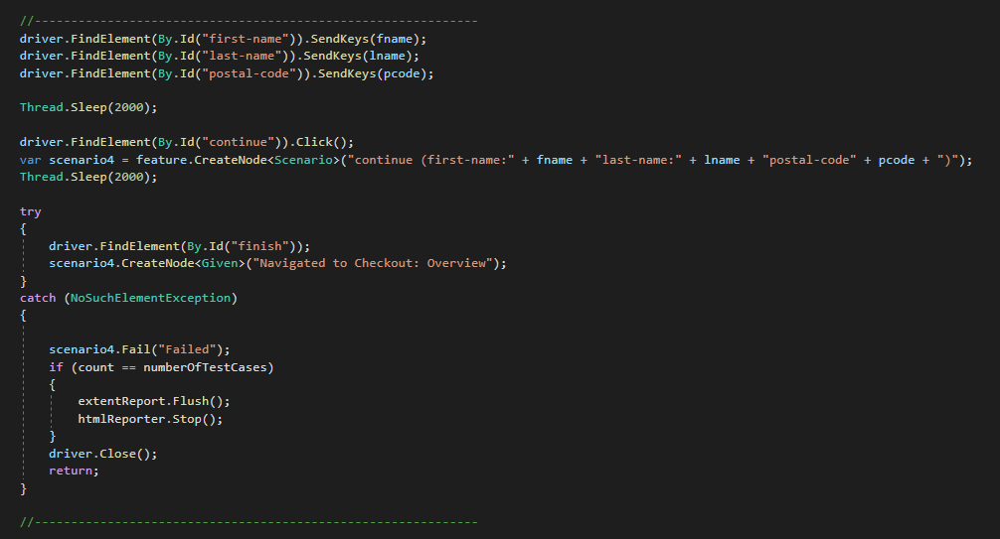 //-------------------------------------------------------------
driver.FindElement(By.Id("first-name")).SendKeys(fname);
driver.FindElement(By.Id("last-name")).SendKeys(lname);
driver.FindElement(By.Id("postal-code")).SendKeys(pcode);

Thread.Sleep(2000);

driver.FindElement(By.Id("continue")).Click();
var scenario4 = feature.CreateNode<Scenario>("continue (first-name:" + fname + "last-name:" + lname + "postal-code" + pcode + ")");
Thread.Sleep(2000);

try
{
    driver.FindElement(By.Id("finish"));
    scenario4.CreateNode<Given>("Navigated to Checkout: Overview");
}
catch (NoSuchElementException)
{

    scenario4.Fail("Failed");
    if (count == numberOfTestCases)
    {
        extentReport.Flush();
        htmlReporter.Stop();
    }
    driver.Close();
    return;
}

//-------------------------------------------------------------